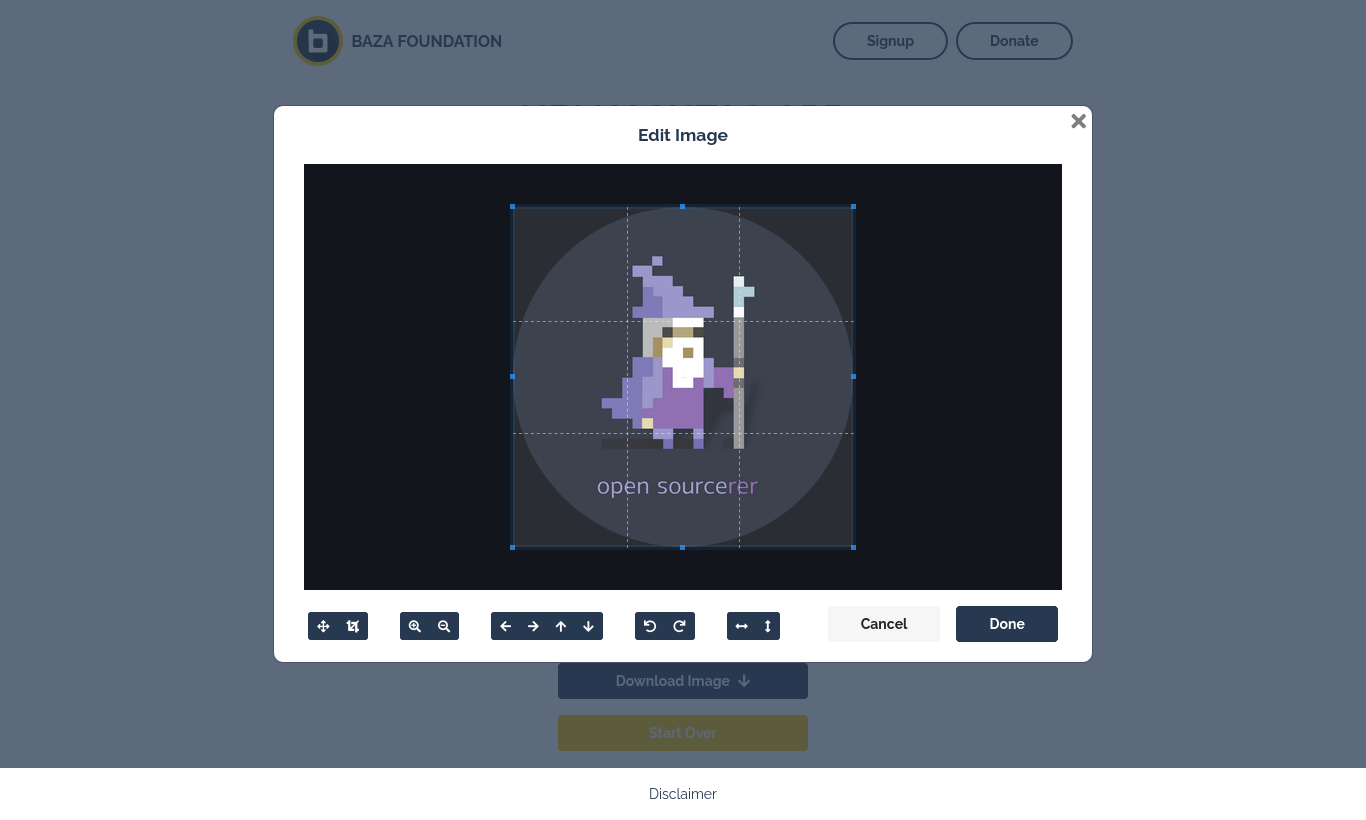 BAZA FOUNDATION
Signup
Donate
Edit Image
open sourcerer
Cancel
Done
Download Image
Start Over
Disclaimer